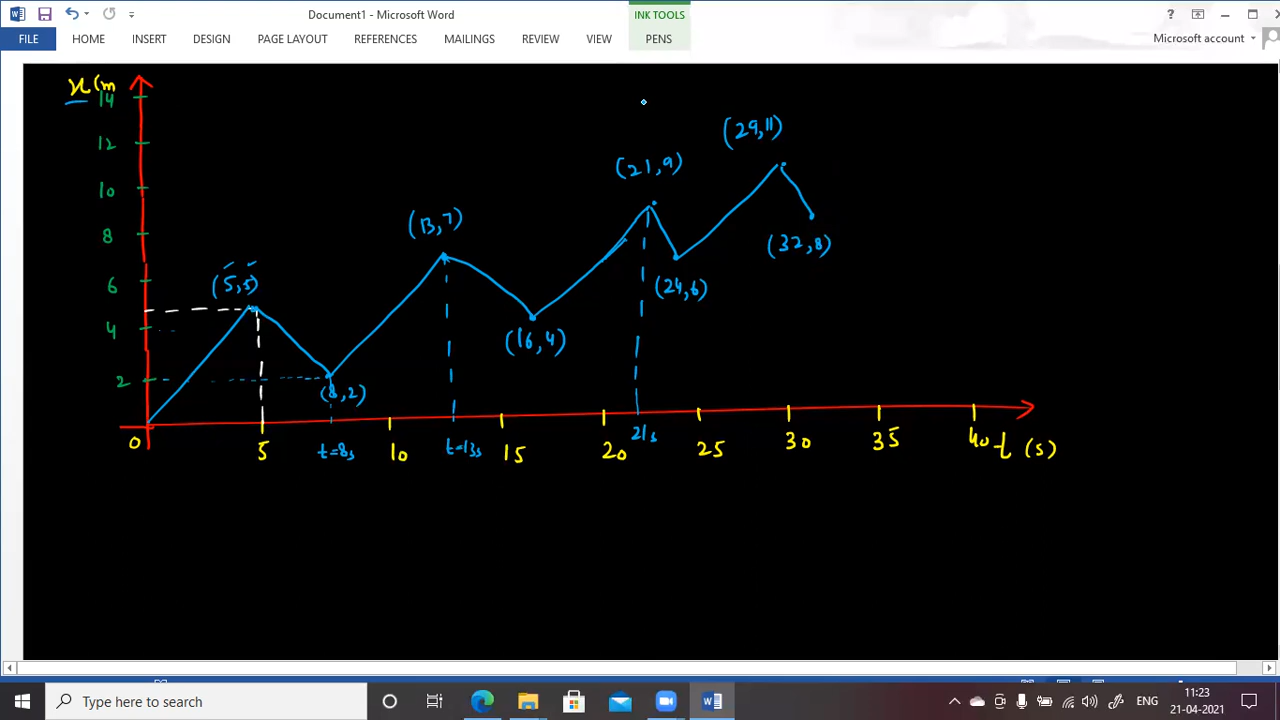 Document1 - Microsoft Word
INK TOOLS
?
FILE HOME INSERT DESIGN PAGE LAYOUT REFERENCES MAILINGS REVIEW VIEW PENS
Microsoft account
x(m
14
12
10
8
6
4
2
0
(5,5)
(8,2)
(13,7)
(16,4)
(21,9)
(24,6)
(29,11)
(32,8)
5 t=8s 10 t=13s 15 20 21s 25 30 35 40 t (s)
Type here to search
ENG
11:23
21-04-2021